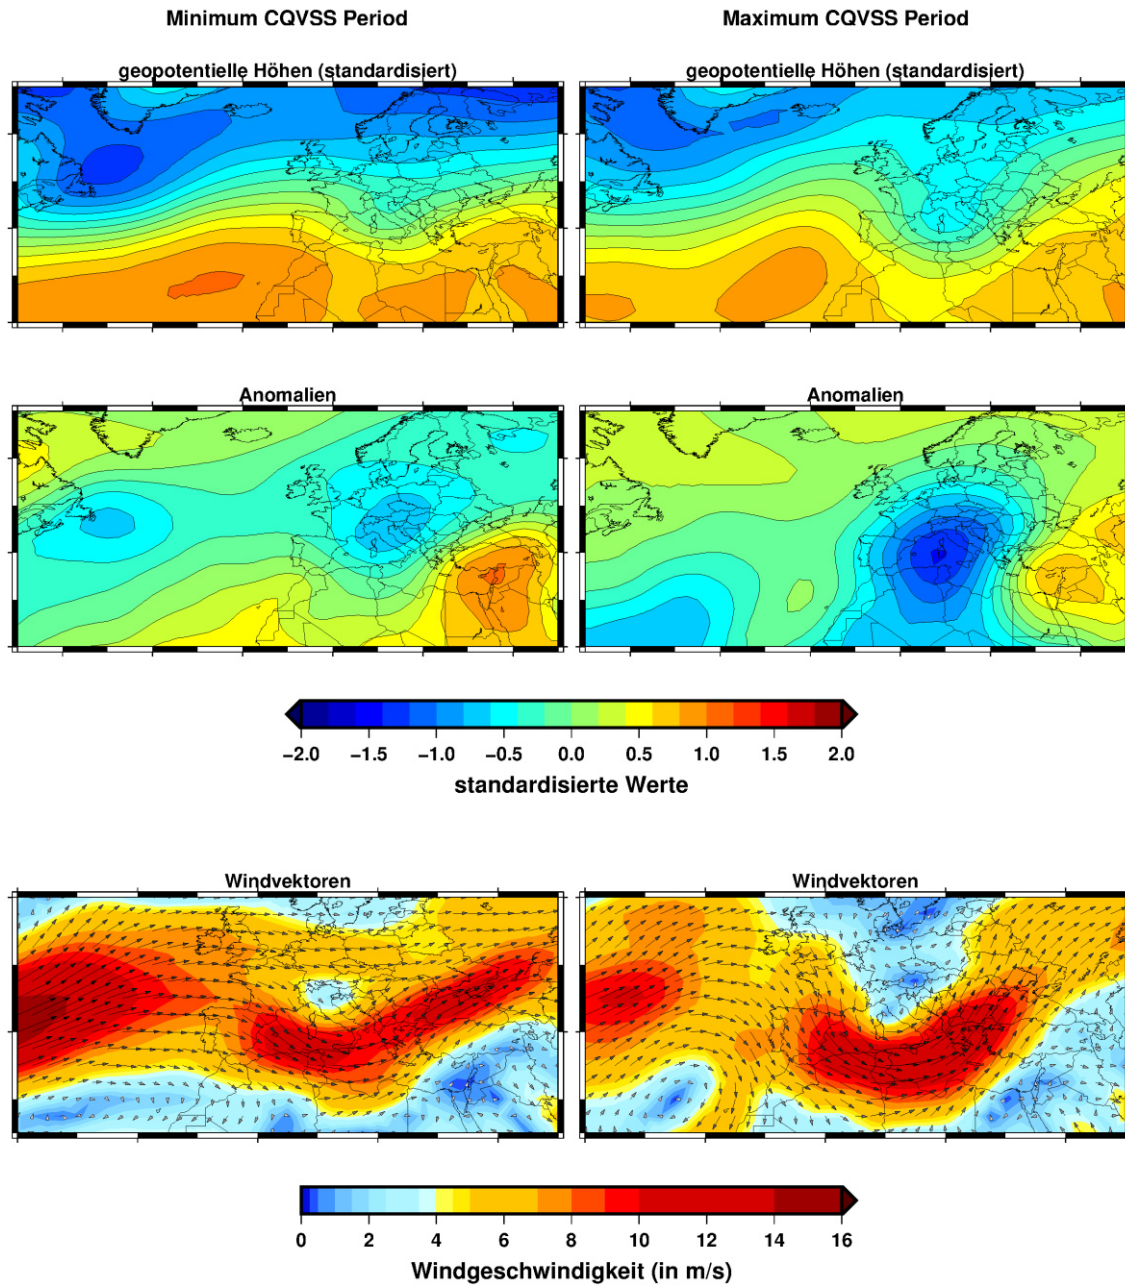 Minimum CQVSS Period
Maximum CQVSS Period
geopotentielle Höhen (standardisiert)
geopotentielle Höhen (standardisiert)
Anomalien
Anomalien
−2.0 −1.5 −1.0 −0.5 0.0 0.5 1.0 1.5 2.0
standardisierte Werte
Windvektoren
Windvektoren
0 2 4 6 8 10 12 14 16
Windgeschwindigkeit (in m/s)